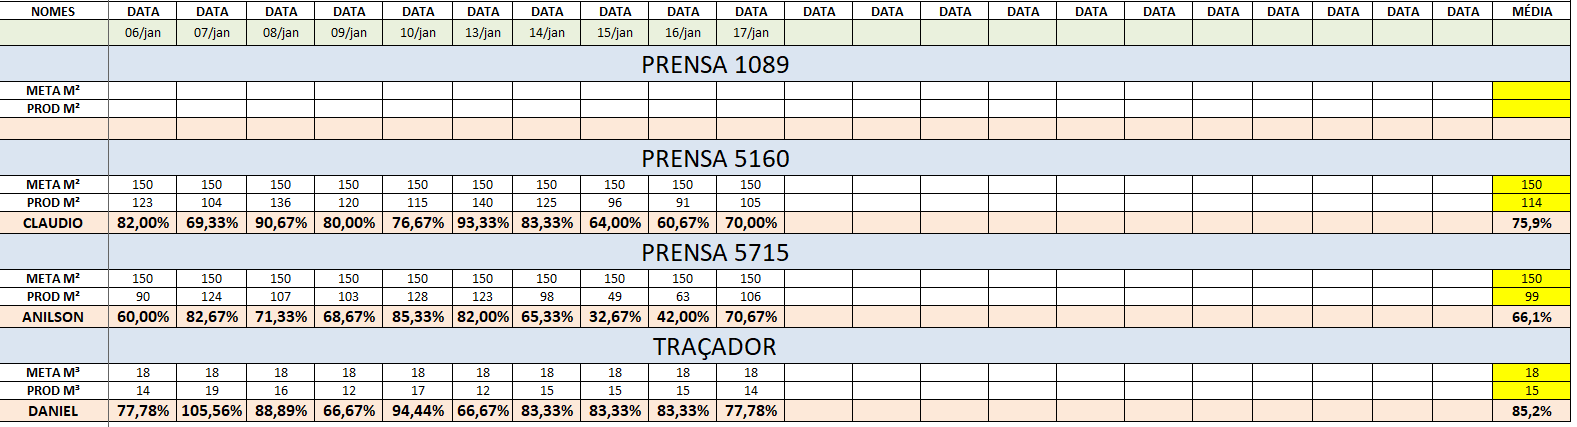 NOMES DATA DATA DATA DATA DATA DATA DATA DATA DATA DATA DATA DATA DATA DATA DATA DATA DATA DATA DATA DATA DATA MÉDIA
06/jan 07/jan 08/jan 09/jan 10/jan 13/jan 14/jan 15/jan 16/jan 17/jan
PRENSA 1089
META M²
PROD M²
PRENSA 5160
META M² 150 150 150 150 150 150 150 150 150 150 150
PROD M² 123 104 136 120 115 140 125 96 91 105 114
CLAUDIO 82,00% 69,33% 90,67% 80,00% 76,67% 93,33% 83,33% 64,00% 60,67% 70,00% 75,9%
PRENSA 5715
META M² 150 150 150 150 150 150 150 150 150 150 150
PROD M² 90 124 107 103 128 123 98 49 63 106 99
ANILSON 60,00% 82,67% 71,33% 68,67% 85,33% 82,00% 65,33% 32,67% 42,00% 70,67% 66,1%
TRAÇADOR
META M³ 18 18 18 18 18 18 18 18 18 18 18
PROD M³ 14 19 16 12 17 12 15 15 15 14 15
DANIEL 77,78% 105,56% 88,89% 66,67% 94,44% 66,67% 83,33% 83,33% 83,33% 77,78% 85,2%